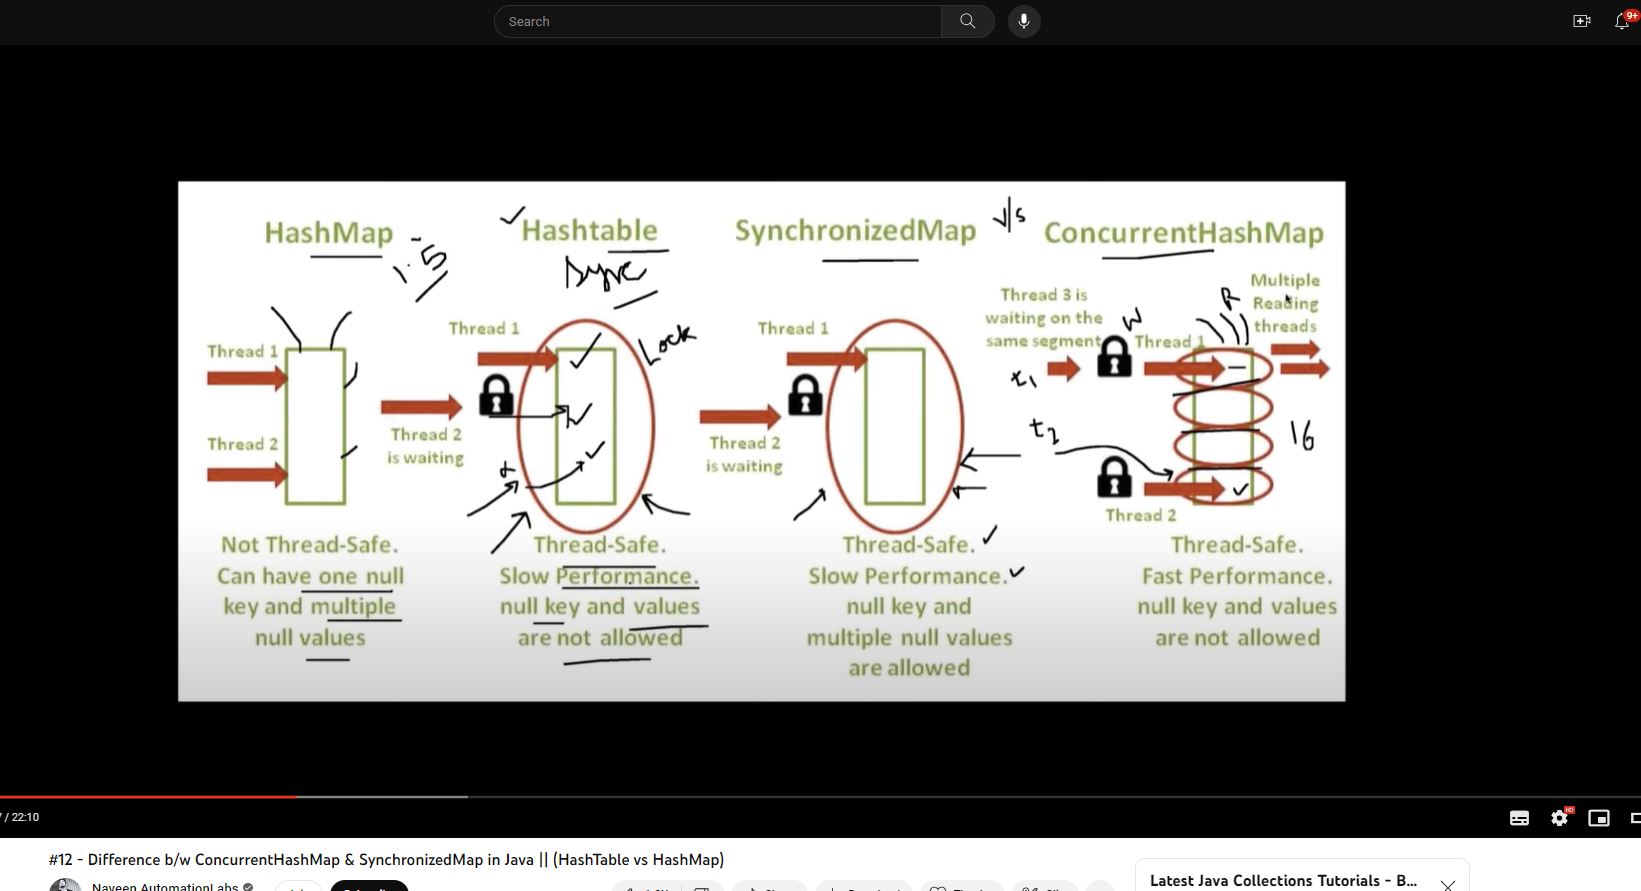 Search
9+
HashMap
Hashtable
SynchronizedMap
v/s
ConcurrentHashMap
1.5
Sync
Lock
Thread 1
Thread 2
Thread 1
Thread 2
is waiting
Thread 1
Thread 2
is waiting
Thread 3 is
waiting on the
same segment
W
R
Multiple
Reading
threads
Thread 1
t1
t2
16
Thread 2
Not Thread-Safe.
Can have one null
key and multiple
null values
Thread-Safe.
Slow Performance.
null key and values
are not allowed
Thread-Safe.
Slow Performance.
null key and
multiple null values
are allowed
Thread-Safe.
Fast Performance.
null key and values
are not allowed
/ 22:10
HD
#12 - Difference b/w ConcurrentHashMap & SynchronizedMap in Java || (HashTable vs HashMap)
Naveen AutomationLabs
Latest Java Collections Tutorials - B...